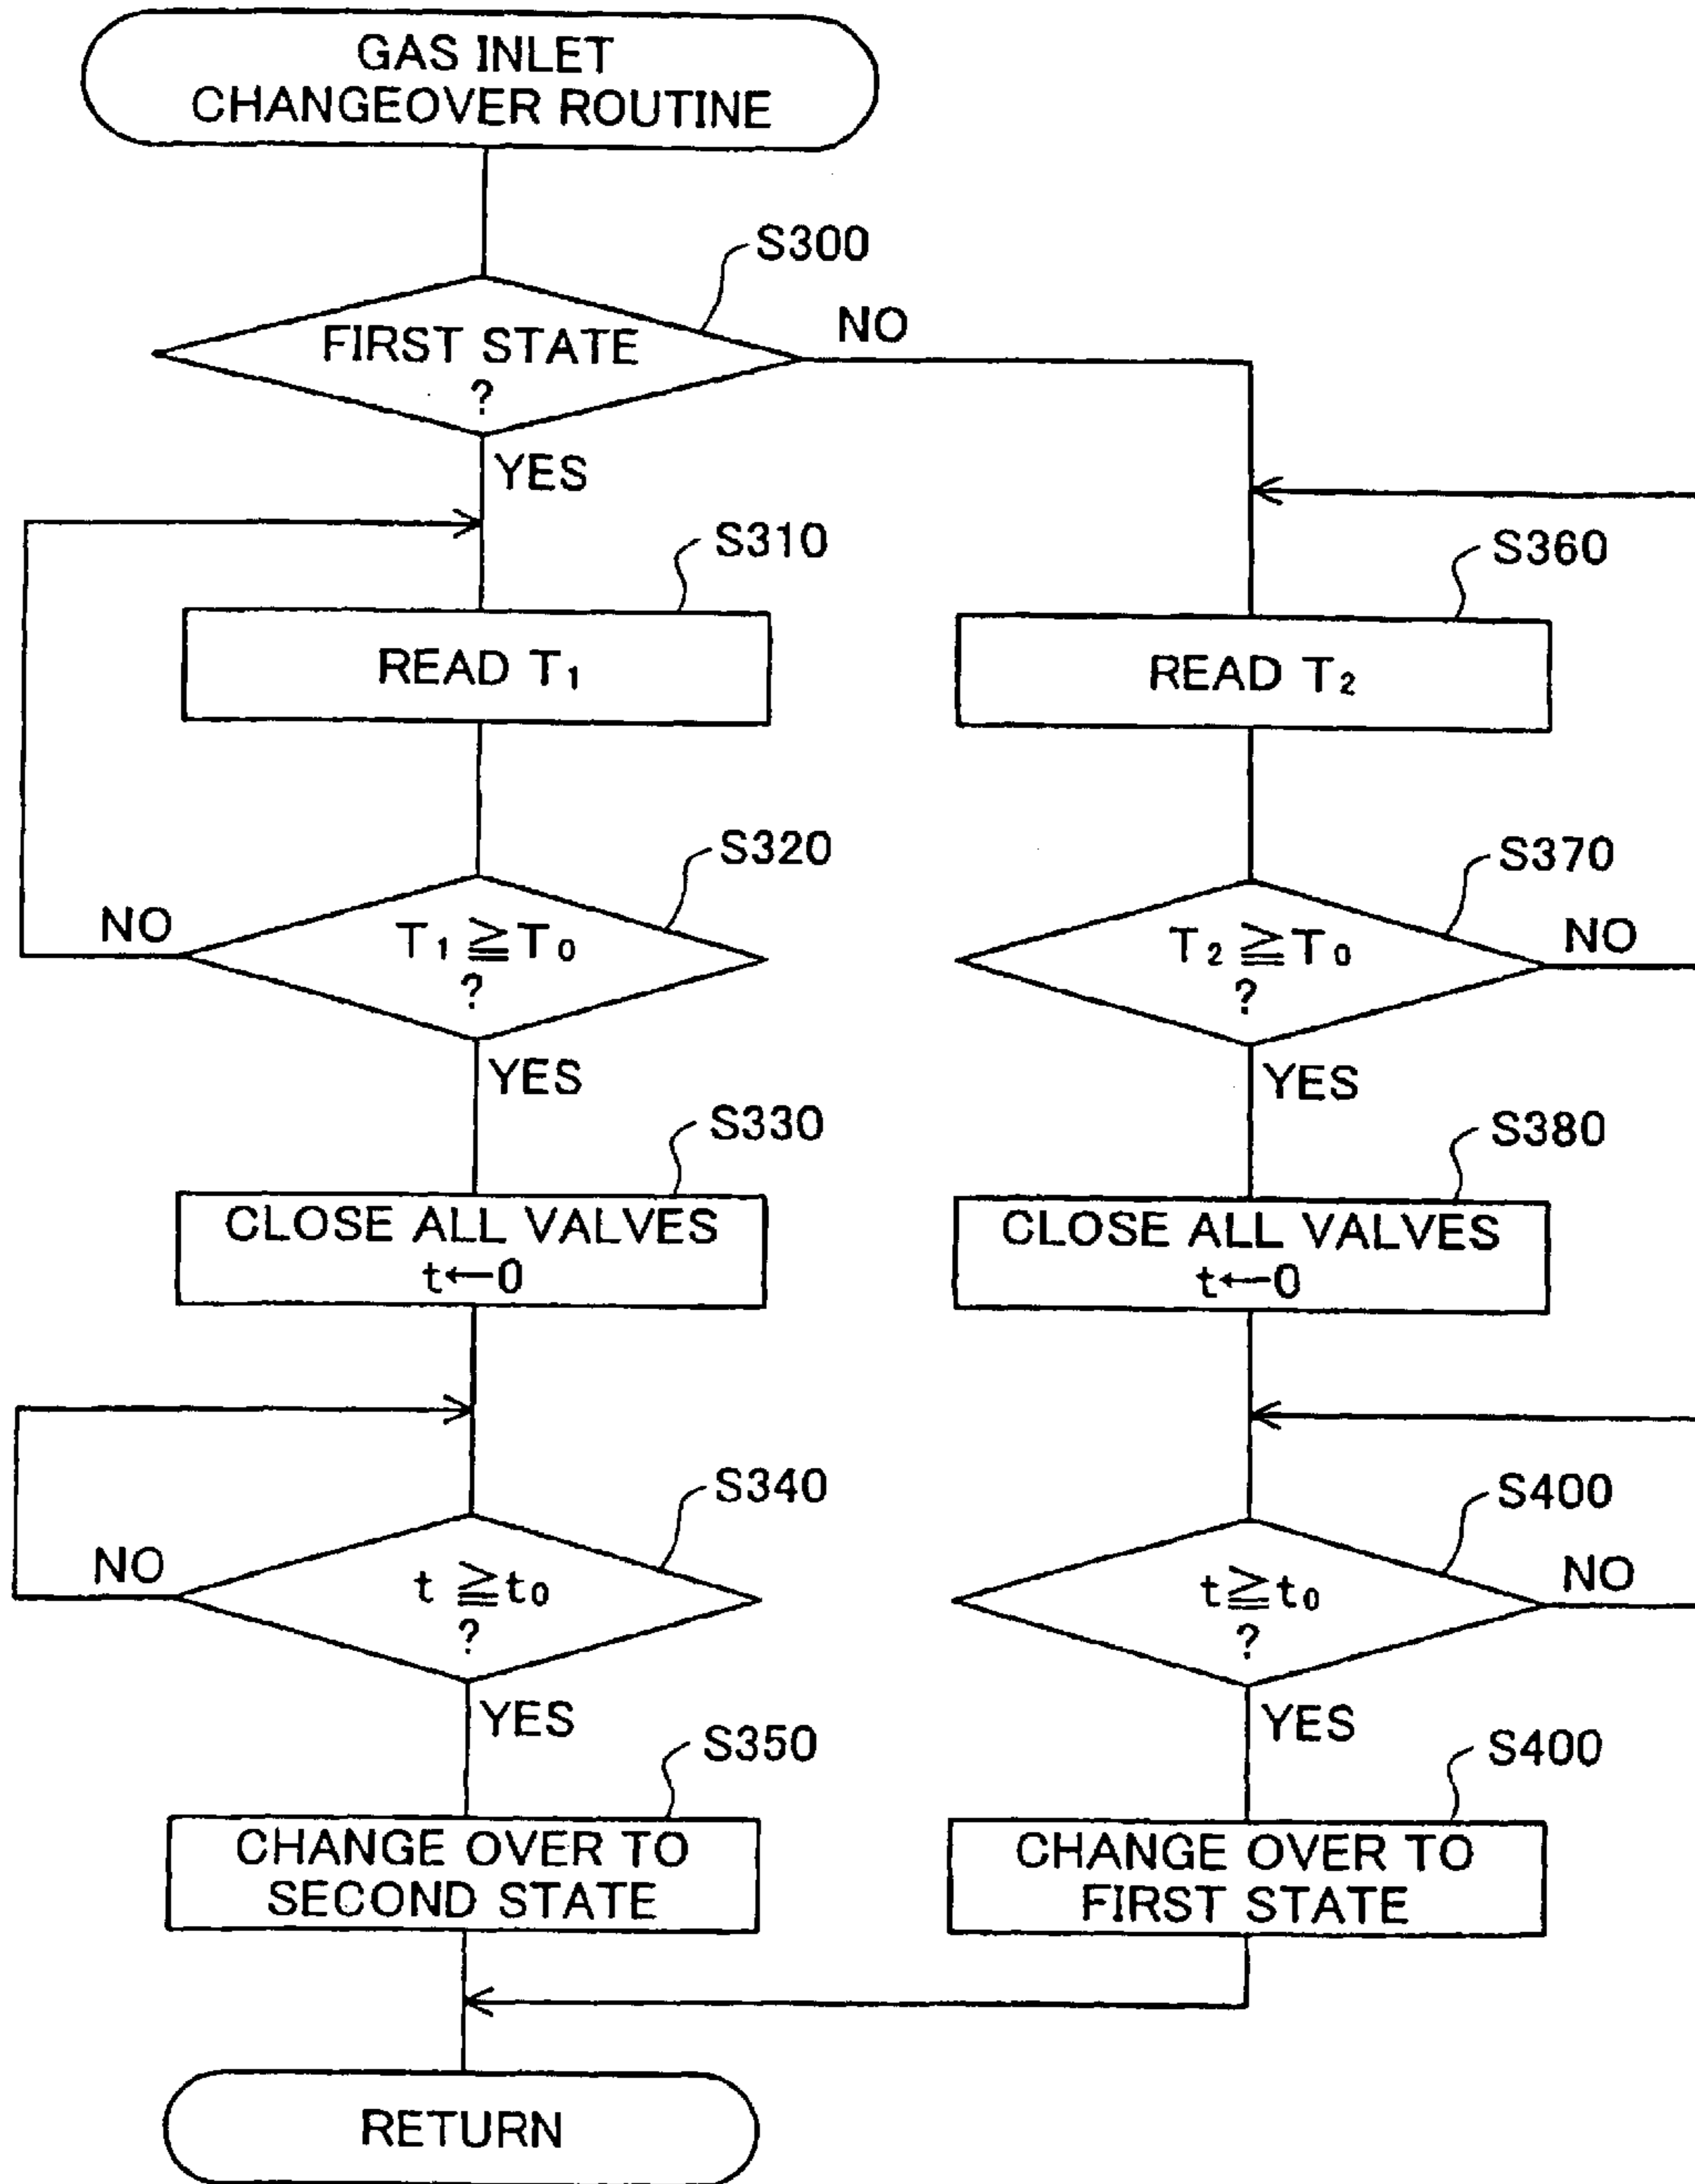 GAS INLET
CHANGEOVER ROUTINE
S300
FIRST STATE
?
NO
YES
S310
READ T₁
S320
T₁ ≧ T₀
?
NO
YES
S330
CLOSE ALL VALVES
t←0
S340
t ≧ t₀
?
NO
YES
S350
CHANGE OVER TO
SECOND STATE
S360
READ T₂
S370
T₂ ≧ T₀
?
NO
YES
S380
CLOSE ALL VALVES
t←0
S400
t ≧ t₀
?
NO
YES
S400
CHANGE OVER TO
FIRST STATE
RETURN